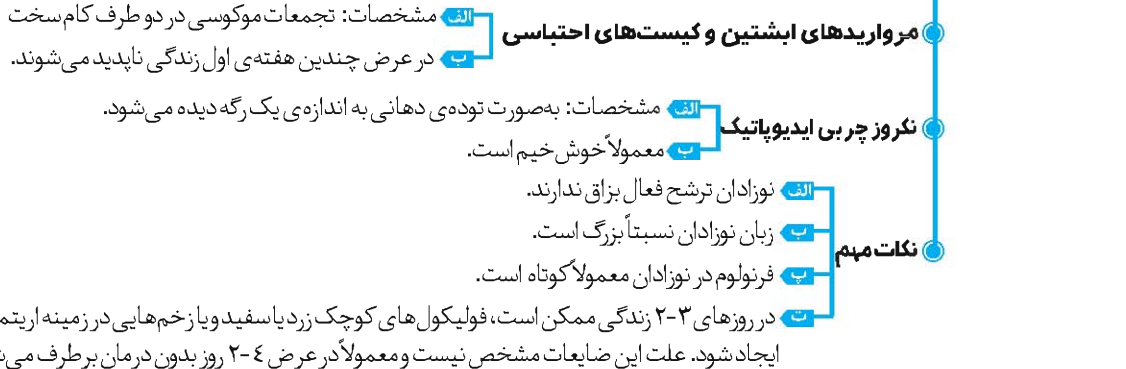 مرواریدهای ابشتین و کیست‌های احتباسی
الف مشخصات: تجمعات موکوسی در دو طرف کام سخت
ب در عرض چندین هفته‌ی اول زندگی ناپدید می‌شوند.
نکروز چربی ایدیوپاتیک
الف مشخصات: به‌صورت توده‌ی دهانی به اندازه‌ی یک رگه دیده می‌شود.
ب معمولاً خوش‌خیم است.
نکات مهم
الف نوزادان ترشح فعال بزاق ندارند.
ب زبان نوزادان نسبتاً بزرگ است.
پ فرنولوم در نوزادان معمولاً کوتاه است.
ت در روزهای ۳-۲ زندگی ممکن است، فولیکول‌های کوچک زرد یا سفید و یا زخم‌هایی در زمینه
ایجاد شود. علت این ضایعات مشخص نیست و معمولاً در عرض ٤-۲ روز بدون درمان برطرف